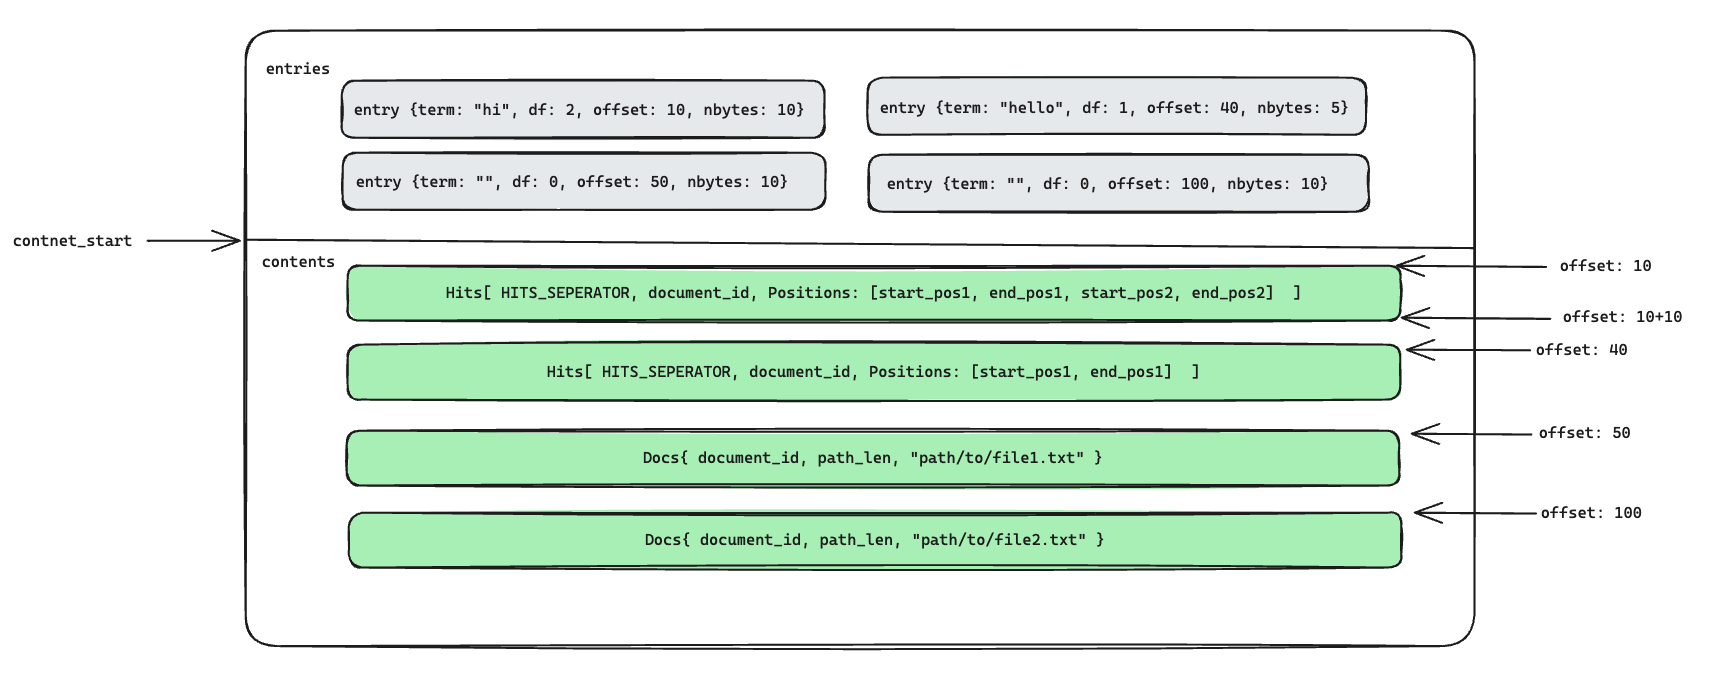 entries
entry {term: "hi", df: 2, offset: 10, nbytes: 10}
entry {term: "hello", df: 1, offset: 40, nbytes: 5}
entry {term: "", df: 0, offset: 50, nbytes: 10}
entry {term: "", df: 0, offset: 100, nbytes: 10}
contnet_start
contents
offset: 10
Hits[ HITS_SEPERATOR, document_id, Positions: [start_pos1, end_pos1, start_pos2, end_pos2]  ]
offset: 10+10
offset: 40
Hits[ HITS_SEPERATOR, document_id, Positions: [start_pos1, end_pos1]  ]
offset: 50
Docs{ document_id, path_len, "path/to/file1.txt" }
offset: 100
Docs{ document_id, path_len, "path/to/file2.txt" }